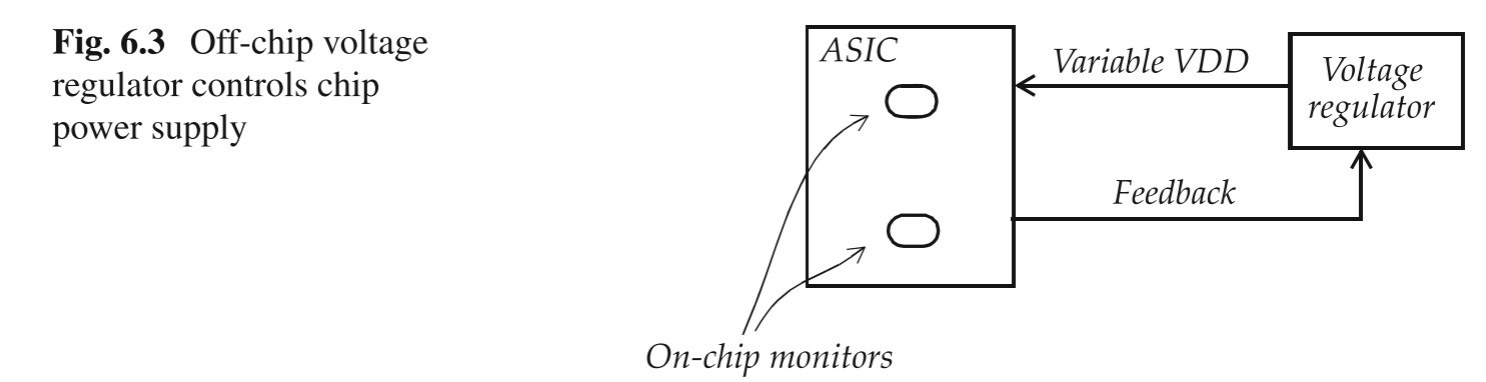 Fig. 6.3 Off-chip voltage
regulator controls chip
power supply
ASIC
Variable VDD
Voltage
regulator
Feedback
On-chip monitors